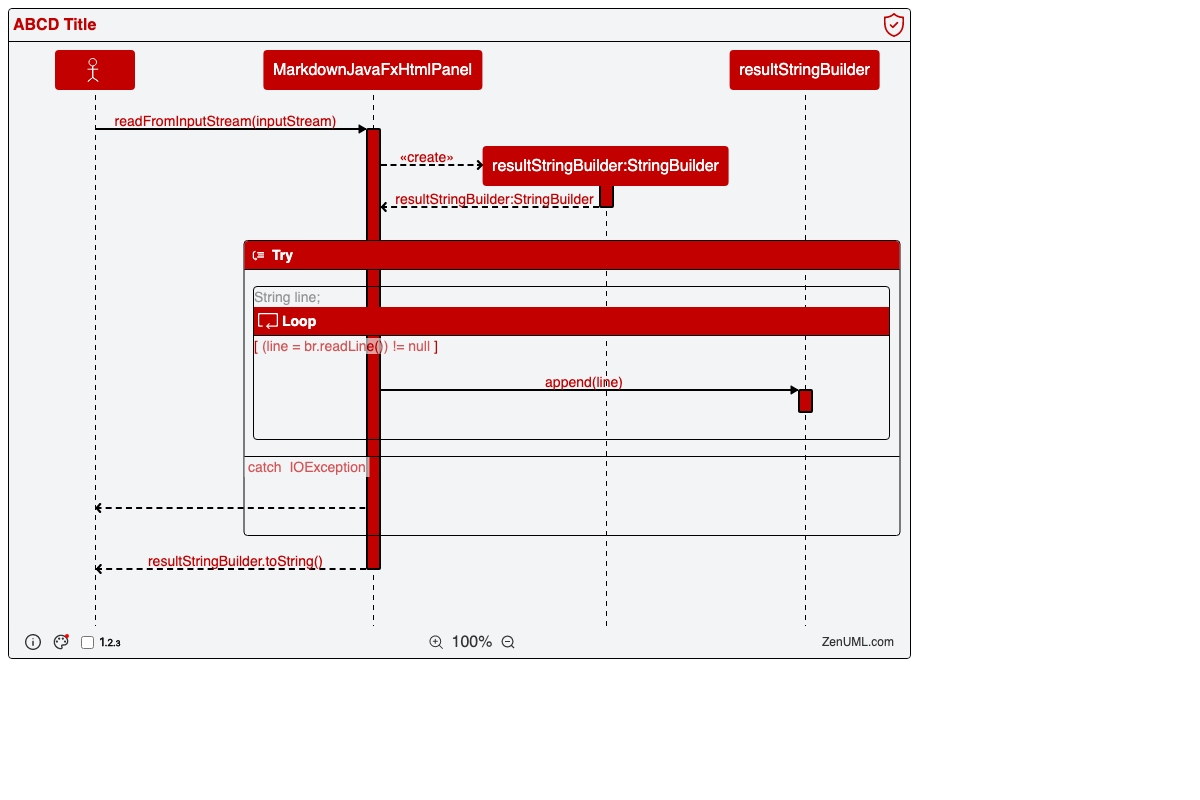 ABCD Title
MarkdownJavaFxHtmlPanel
resultStringBuilder
readFromInputStream(inputStream)
«create»
resultStringBuilder:StringBuilder
resultStringBuilder:StringBuilder
Try
String line;
Loop
[ (line = br.readLine()) != null ]
append(line)
catch IOException
resultStringBuilder.toString()
1.2.3
100%
ZenUML.com